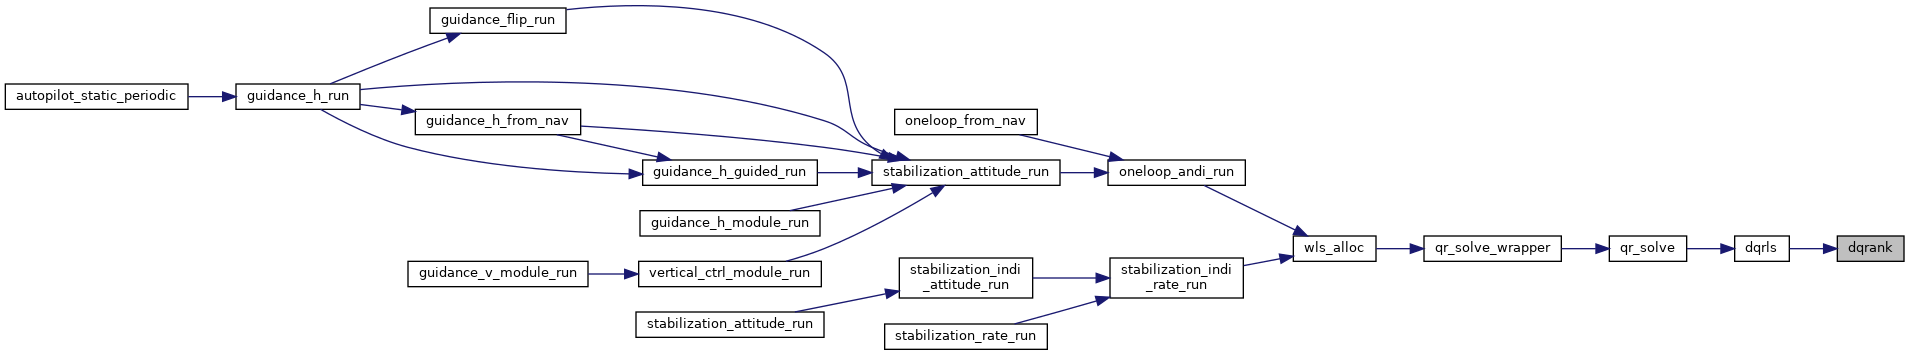 guidance_flip_run
autopilot_static_periodic
guidance_h_run
guidance_h_from_nav
oneloop_from_nav
guidance_h_guided_run
stabilization_attitude_run
oneloop_andi_run
guidance_h_module_run
wls_alloc
qr_solve_wrapper
qr_solve
dqrls
dqrank
guidance_v_module_run
vertical_ctrl_module_run
stabilization_indi
_attitude_run
stabilization_indi
_rate_run
stabilization_attitude_run
stabilization_rate_run